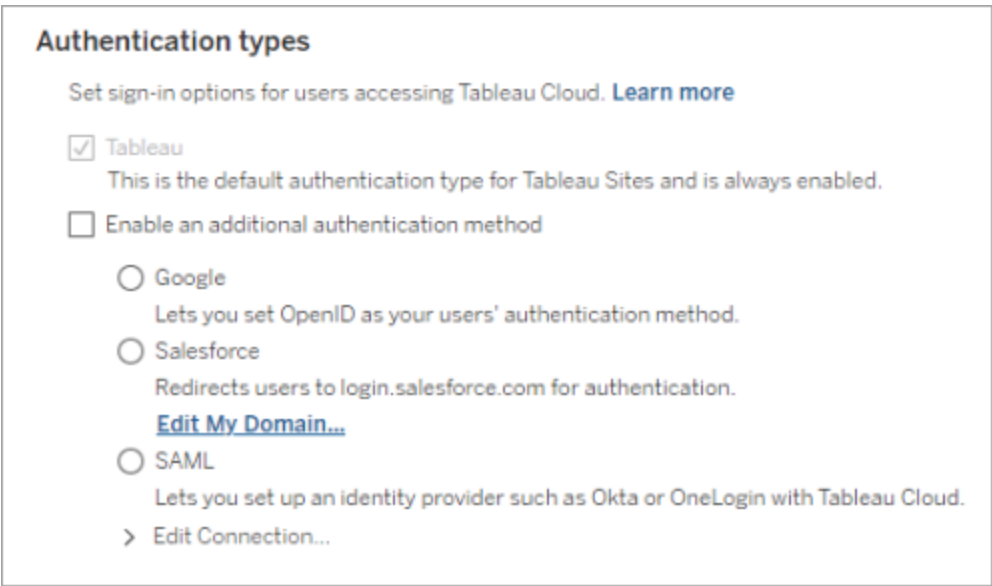 Authentication types
Set sign-in options for users accessing Tableau Cloud. Learn more
Tableau
This is the default authentication type for Tableau Sites and is always enabled.
Enable an additional authentication method
Google
Lets you set OpenID as your users' authentication method.
Salesforce
Redirects users to login.salesforce.com for authentication.
Edit My Domain...
SAML
Lets you set up an identity provider such as Okta or OneLogin with Tableau Cloud.
Edit Connection...